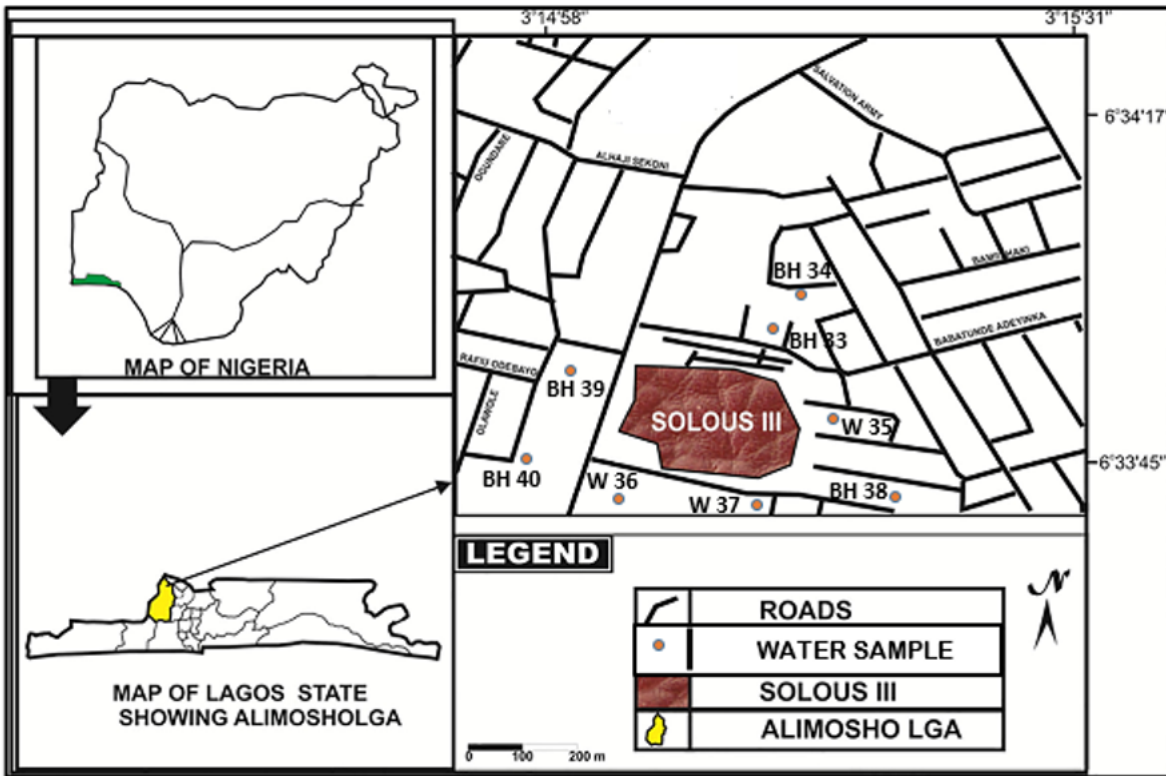 3°14'58"
3°15'31"
6°34'17"
6°33'45"
MAP OF NIGERIA
OGUNDARE
ALHAJI SEKONI
SALVATION ARMY
BABATUNDE ADEYINKA
RAFIU ODEBAYO
OLAWOLE
BH 34
BH 33
BH 39
SOLOUS III
W 35
BH 40
W 36
W 37
BH 38
MAP OF LAGOS STATE
SHOWING ALIMOSHOLGA
LEGEND
ROADS
WATER SAMPLE
SOLOUS III
ALIMOSHO LGA
N
0 100 200 m